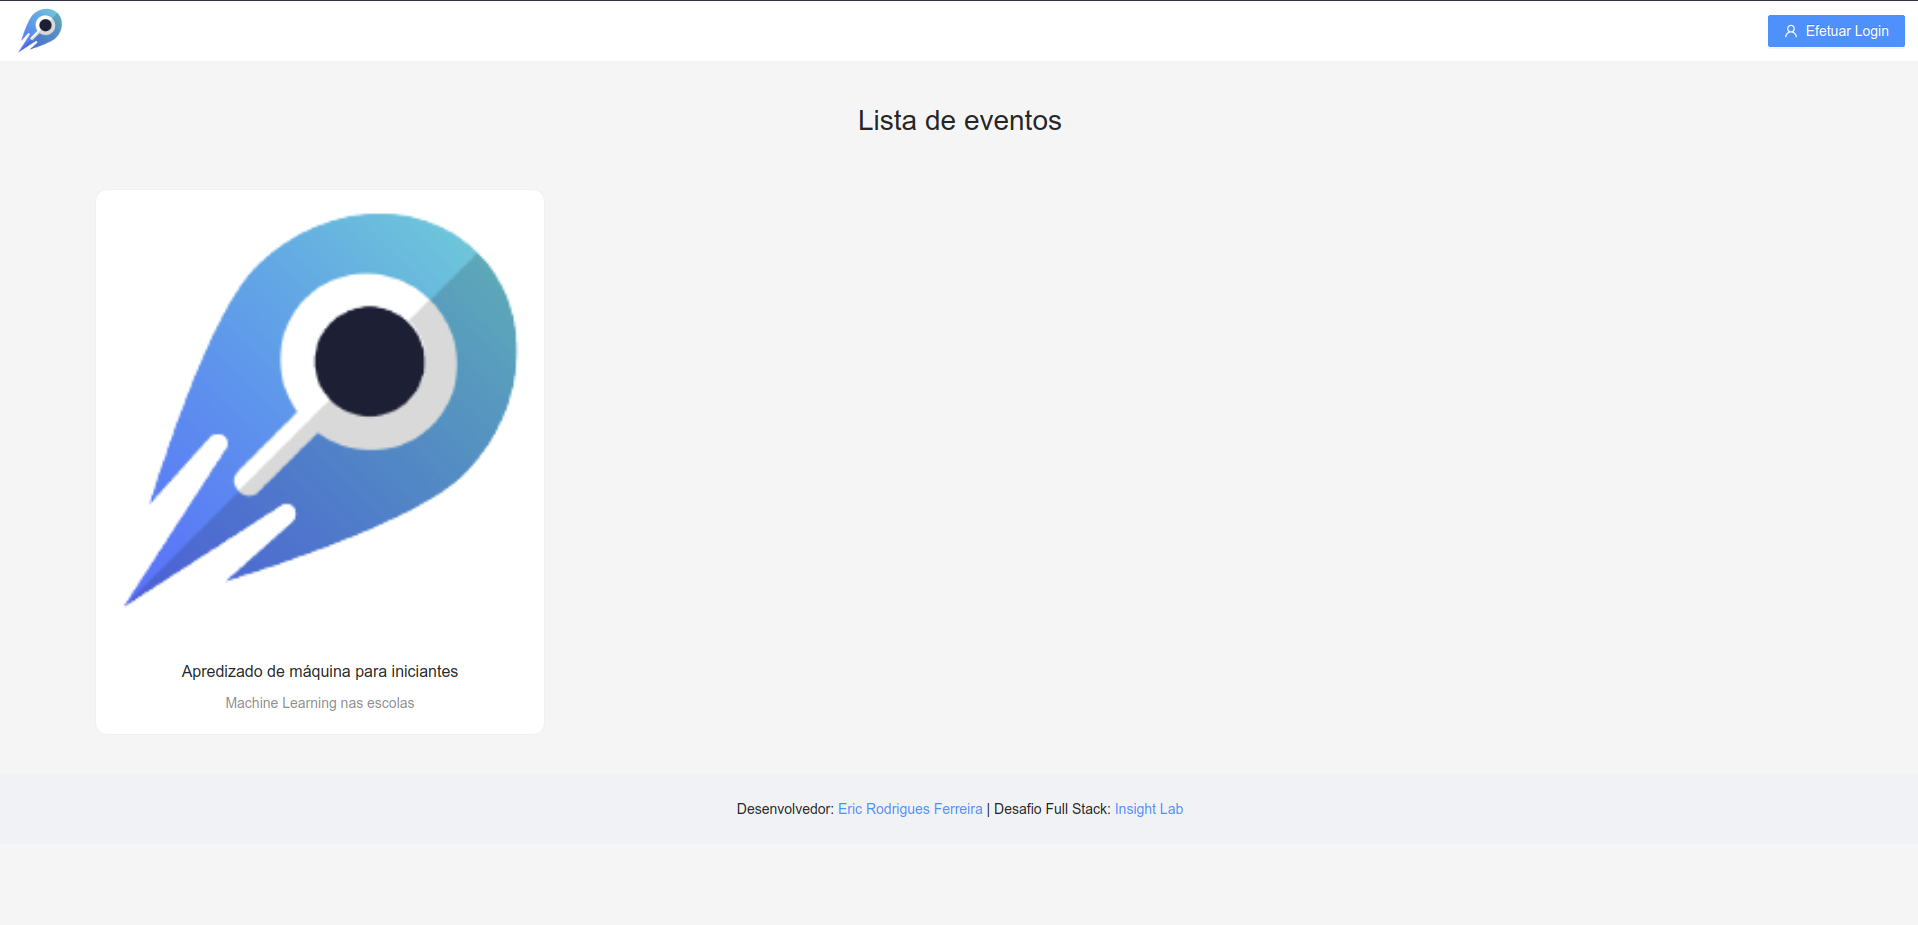 Efetuar Login
Lista de eventos
Apredizado de máquina para iniciantes
Machine Learning nas escolas
Desenvolvedor: Eric Rodrigues Ferreira | Desafio Full Stack: Insight Lab